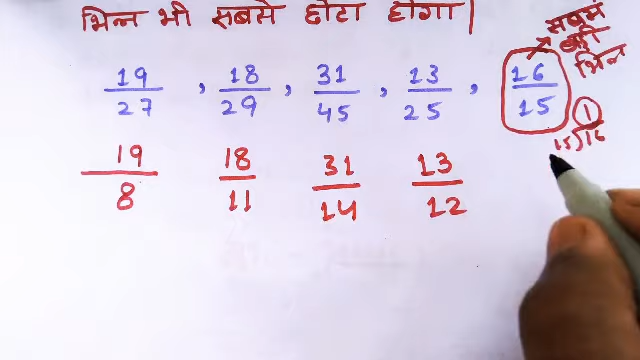 भिन्न भी सबसे छोटा होगा|
19/27 , 18/29 , 31/45 , 13/25 , 16/15
सबमें
बड़ी
भिन्न
1
15)16
19/8 18/11 31/14 13/12